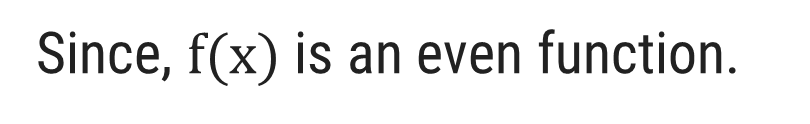 Since, f(x) is an even function.